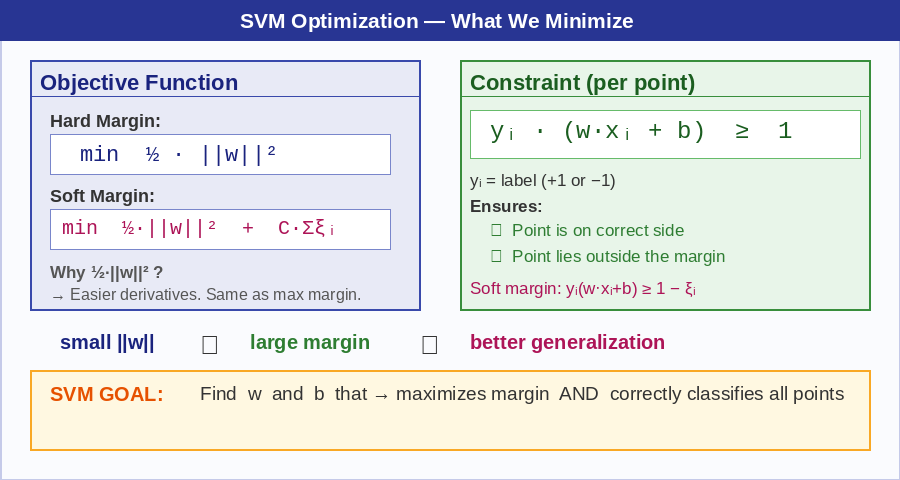 SVM Optimization — What We Minimize
Objective Function
Hard Margin:
min ½ · ||w||²
Soft Margin:
min ½·||w||² + C·Σξᵢ
Why ½·||w||² ?
→ Easier derivatives. Same as max margin.
Constraint (per point)
yᵢ · (w·xᵢ + b) ≥ 1
yᵢ = label (+1 or −1)
Ensures:
▯ Point is on correct side
▯ Point lies outside the margin
Soft margin: yᵢ(w·xᵢ+b) ≥ 1 − ξᵢ
small ||w|| ▯ large margin ▯ better generalization
SVM GOAL: Find w and b that → maximizes margin AND correctly classifies all points